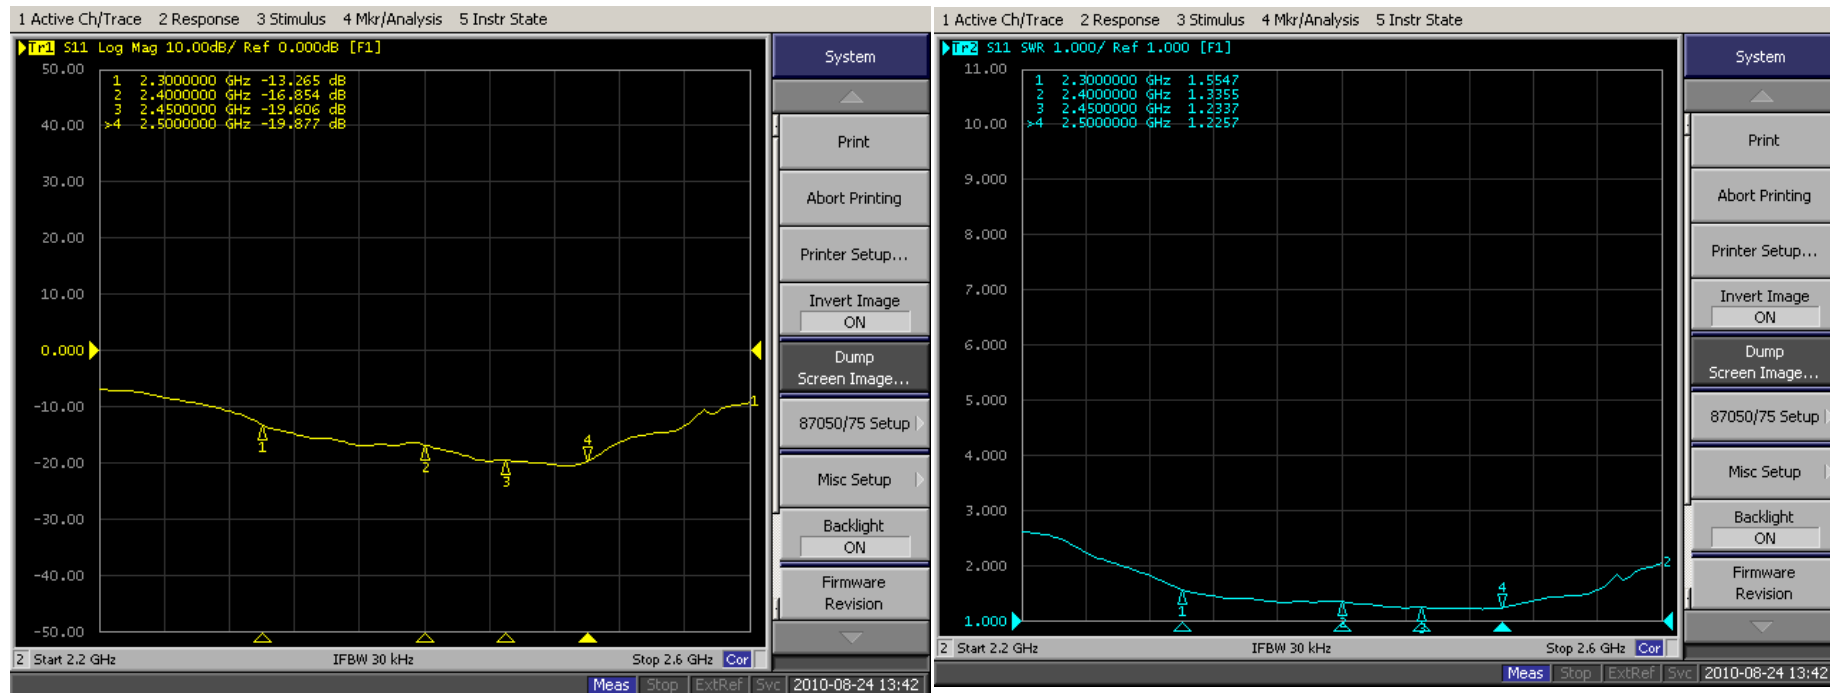 1 Active Ch/Trace 2 Response 3 Stimulus 4 Mkr/Analysis 5 Instr State
Tr1 S11 Log Mag 10.00dB/ Ref 0.000dB [F1]
50.00
1 2.3000000 GHz -13.265 dB
2 2.4000000 GHz -16.854 dB
3 2.4500000 GHz -19.606 dB
>4 2.5000000 GHz -19.877 dB
40.00
30.00
20.00
10.00
0.000
-10.00
-20.00
-30.00
-40.00
-50.00
1
2
3
4
1
2 Start 2.2 GHz IFBW 30 kHz Stop 2.6 GHz Cor
Meas Stop ExtRef Svc 2010-08-24 13:42
System
Print
Abort Printing
Printer Setup...
Invert Image
ON
Dump
Screen Image...
87050/75 Setup
Misc Setup
Backlight
ON
Firmware
Revision
1 Active Ch/Trace 2 Response 3 Stimulus 4 Mkr/Analysis 5 Instr State
Tr2 S11 SWR 1.000/ Ref 1.000 [F1]
11.00
1 2.3000000 GHz 1.5547
2 2.4000000 GHz 1.3355
3 2.4500000 GHz 1.2337
>4 2.5000000 GHz 1.2257
10.00
9.000
8.000
7.000
6.000
5.000
4.000
3.000
2.000
1.000
1
2
3
4
2
2 Start 2.2 GHz IFBW 30 kHz Stop 2.6 GHz Cor
Meas Stop ExtRef Svc 2010-08-24 13:42
System
Print
Abort Printing
Printer Setup...
Invert Image
ON
Dump
Screen Image...
87050/75 Setup
Misc Setup
Backlight
ON
Firmware
Revision